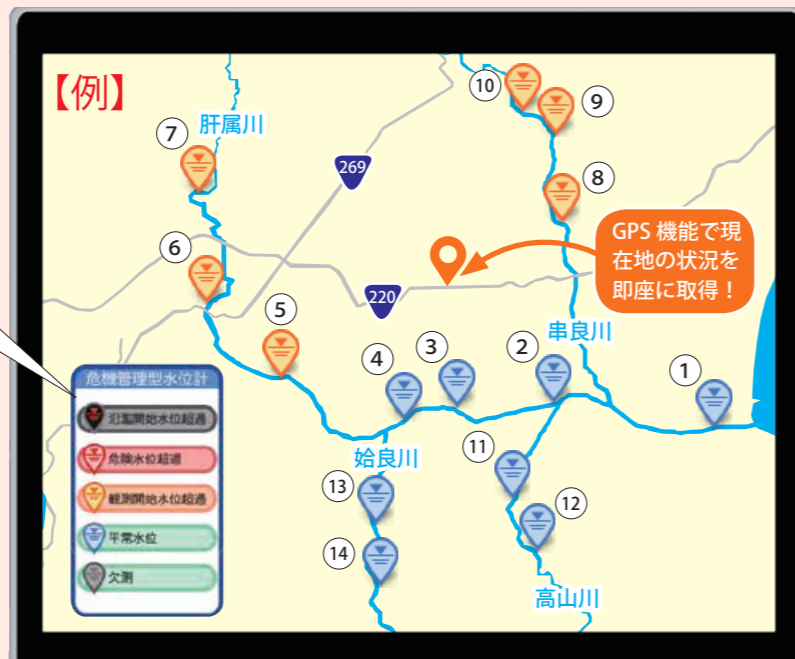 【例】
肝属川
⑩
⑨
⑦
269
⑧
GPS 機能で現
在地の状況を
即座に取得！
⑥
220
串良川
⑤
④
③
②
①
危機管理型水位計
氾濫開始水位超過
危険水位超過
観測開始水位超過
平常水位
欠測
姶良川
⑪
⑬
⑫
⑭
高山川